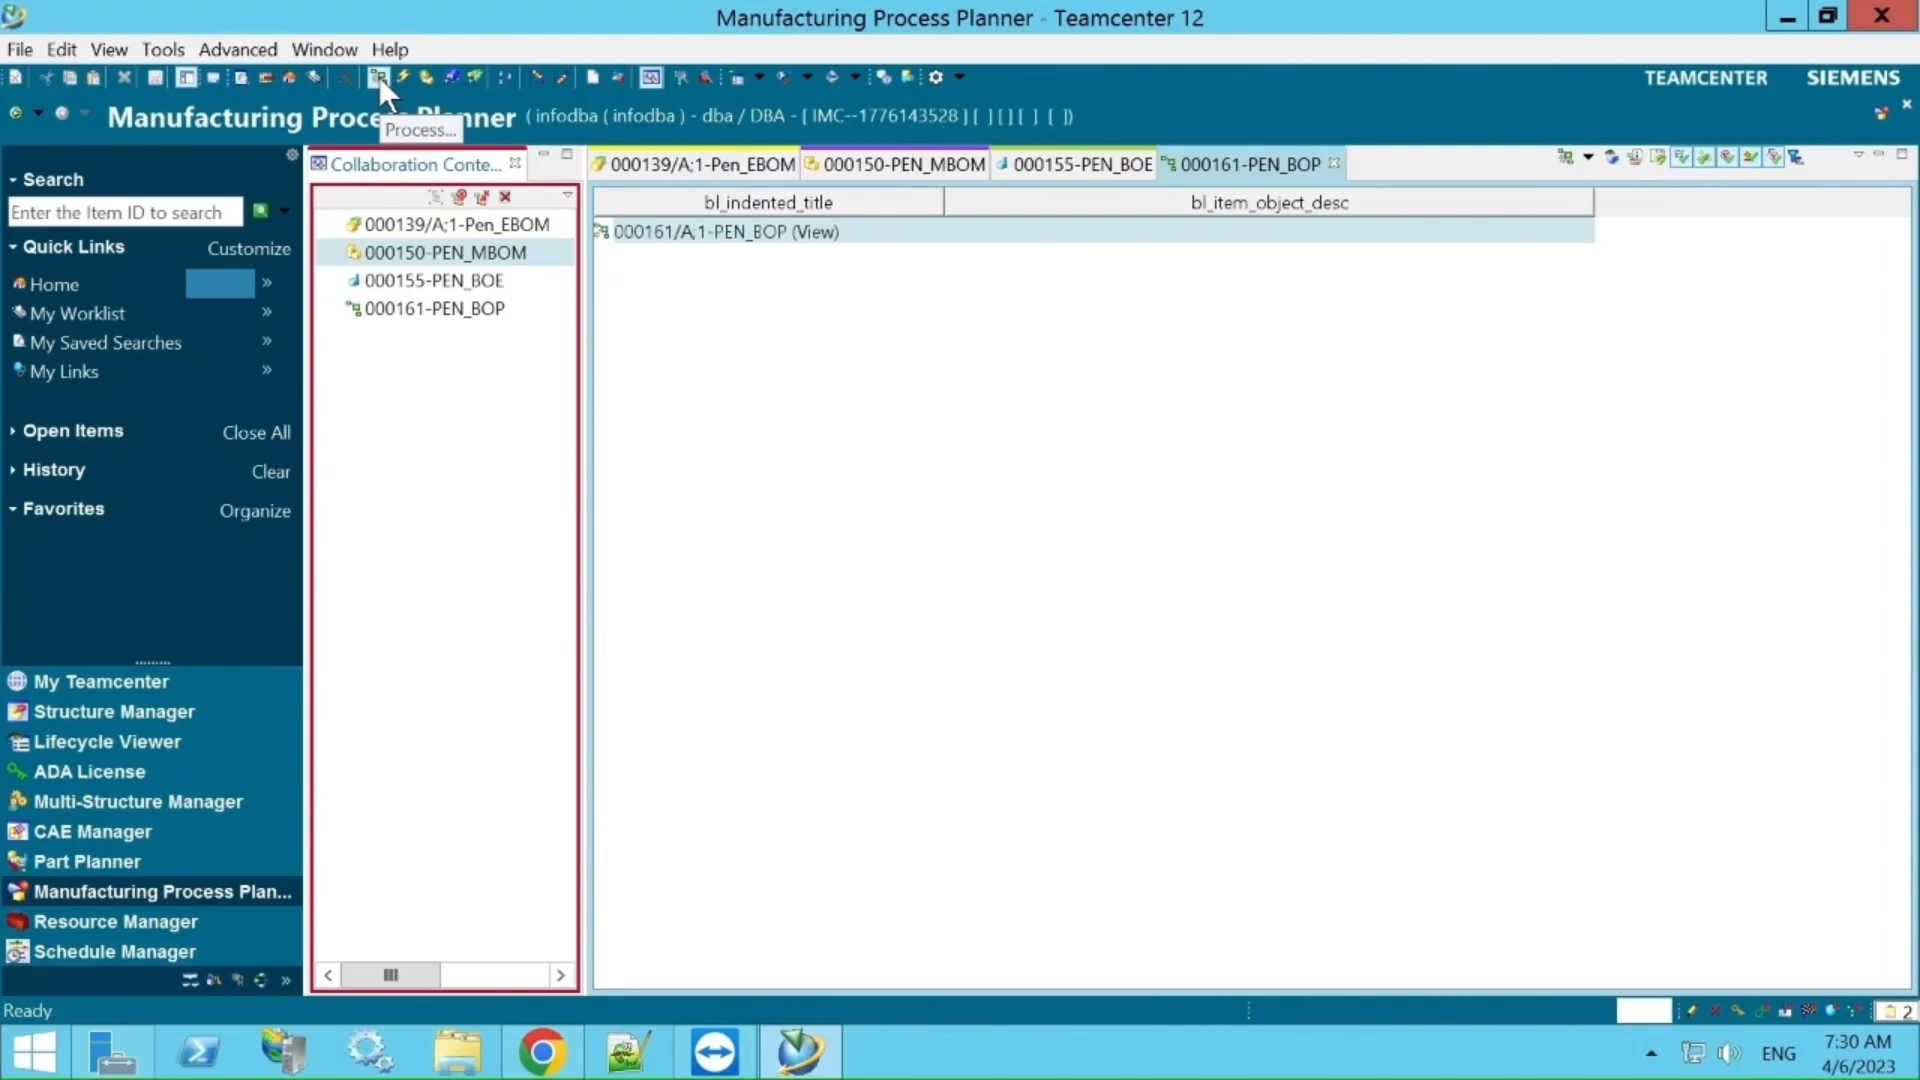 Manufacturing Process Planner - Teamcenter 12
File Edit View Tools Advanced Window Help
TEAMCENTER SIEMENS
Manufacturing Process Planner ( infodba ( infodba ) - dba / DBA - [ IMC--1776143528 ] [ ] [ ] [ ] [ ])
Process...
Search
Enter the Item ID to search
Quick Links Customize
Home
My Worklist
My Saved Searches
My Links
Open Items Close All
History Clear
Favorites Organize
My Teamcenter
Structure Manager
Lifecycle Viewer
ADA License
Multi-Structure Manager
CAE Manager
Part Planner
Manufacturing Process Plan...
Resource Manager
Schedule Manager
Collaboration Conte...
000139/A;1-Pen_EBOM
000150-PEN_MBOM
000155-PEN_BOE
000161-PEN_BOP
000139/A;1-Pen_EBOM 000150-PEN_MBOM 000155-PEN_BOE 000161-PEN_BOP
bl_indented_title bl_item_object_desc
000161/A;1-PEN_BOP (View)
Ready
2
ENG
7:30 AM
4/6/2023